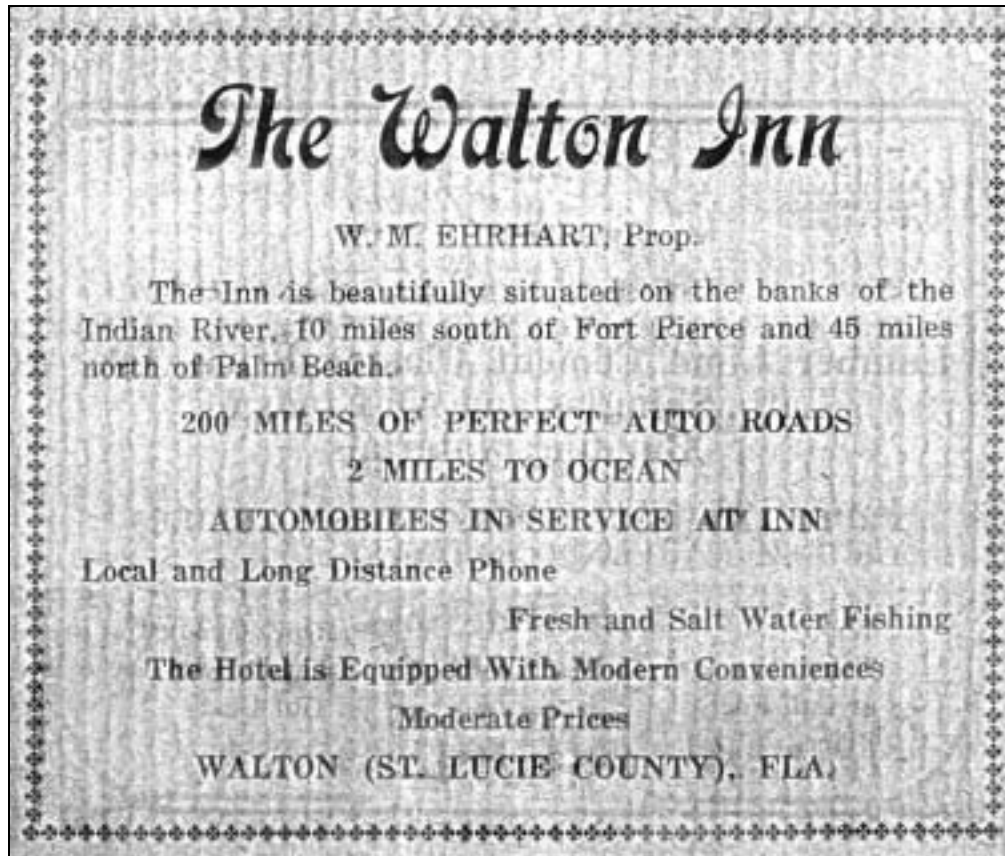 The Walton Inn
W. M. EHRHART, Prop.
The Inn is beautifully situated on the banks of the
Indian River, 10 miles south of Fort Pierce and 45 miles
north of Palm Beach.
200 MILES OF PERFECT AUTO ROADS
2 MILES TO OCEAN
AUTOMOBILES IN SERVICE AT INN
Local and Long Distance Phone
Fresh and Salt Water Fishing
The Hotel is Equipped With Modern Conveniences
Moderate Prices
WALTON (ST. LUCIE COUNTY), FLA.